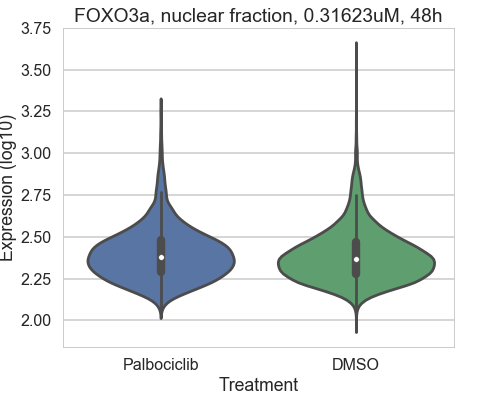 FOXO3a, nuclear fraction, 0.31623uM, 48h
3.75
3.50
3.25
3.00
2.75
2.50
2.25
2.00
Expression (log10)
Palbociclib
DMSO
Treatment